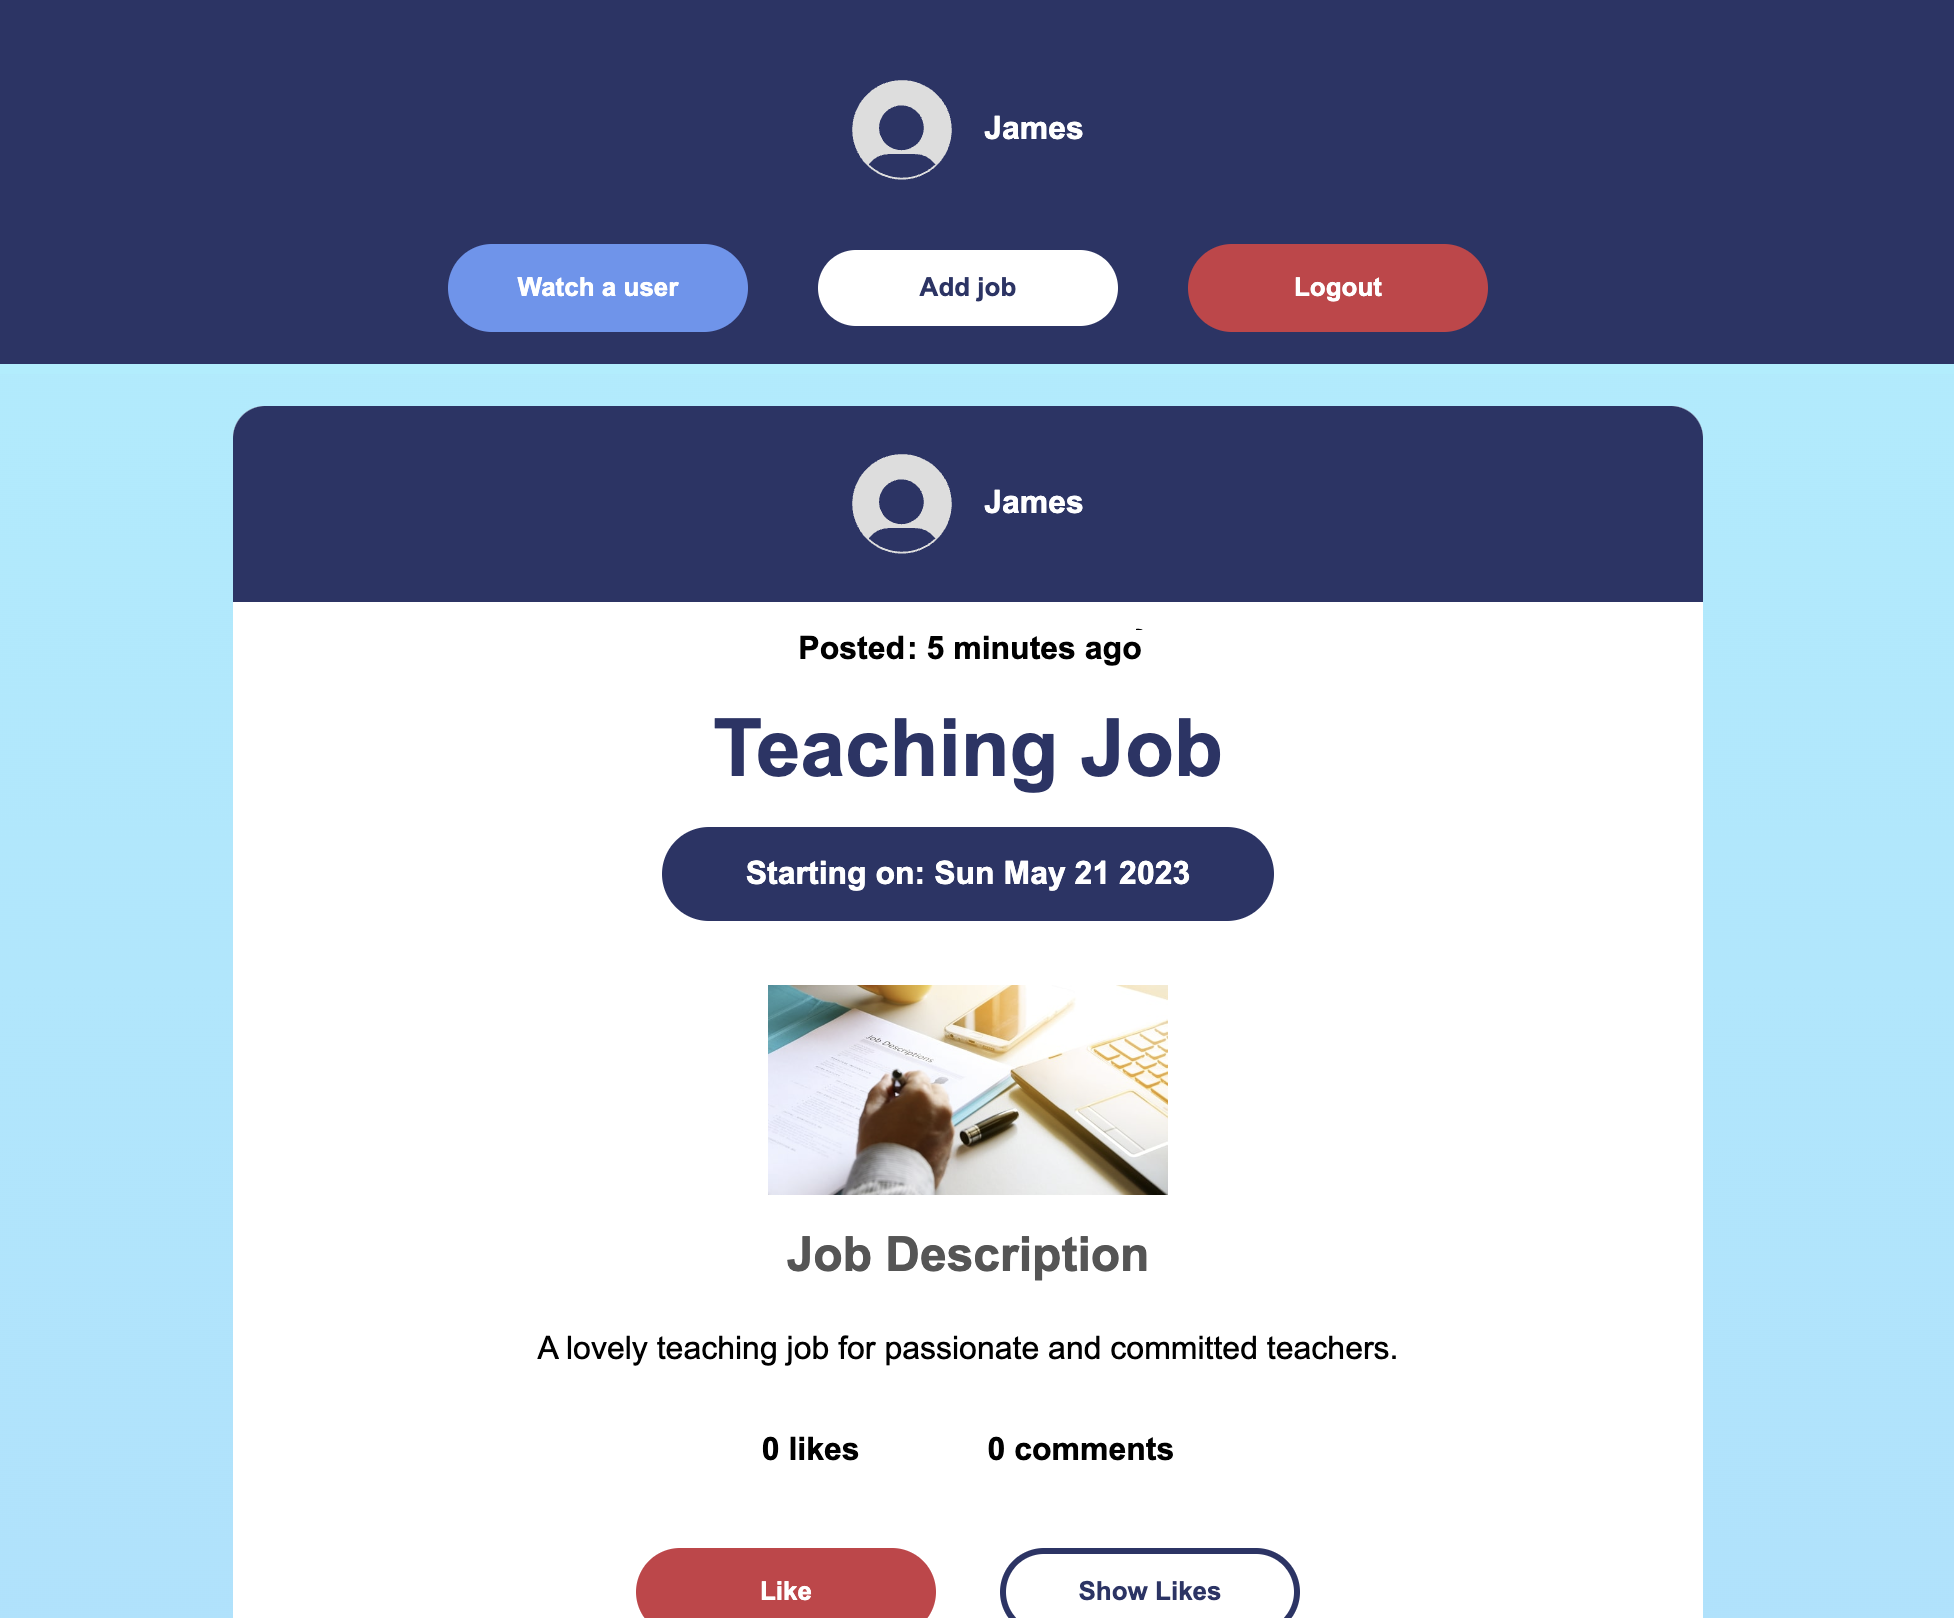 James
Watch a user
Add job
Logout
James
Posted: 5 minutes ago
Teaching Job
Starting on: Sun May 21 2023
Job Descriptions
Job Description
A lovely teaching job for passionate and committed teachers.
0 likes
0 comments
Like
Show Likes